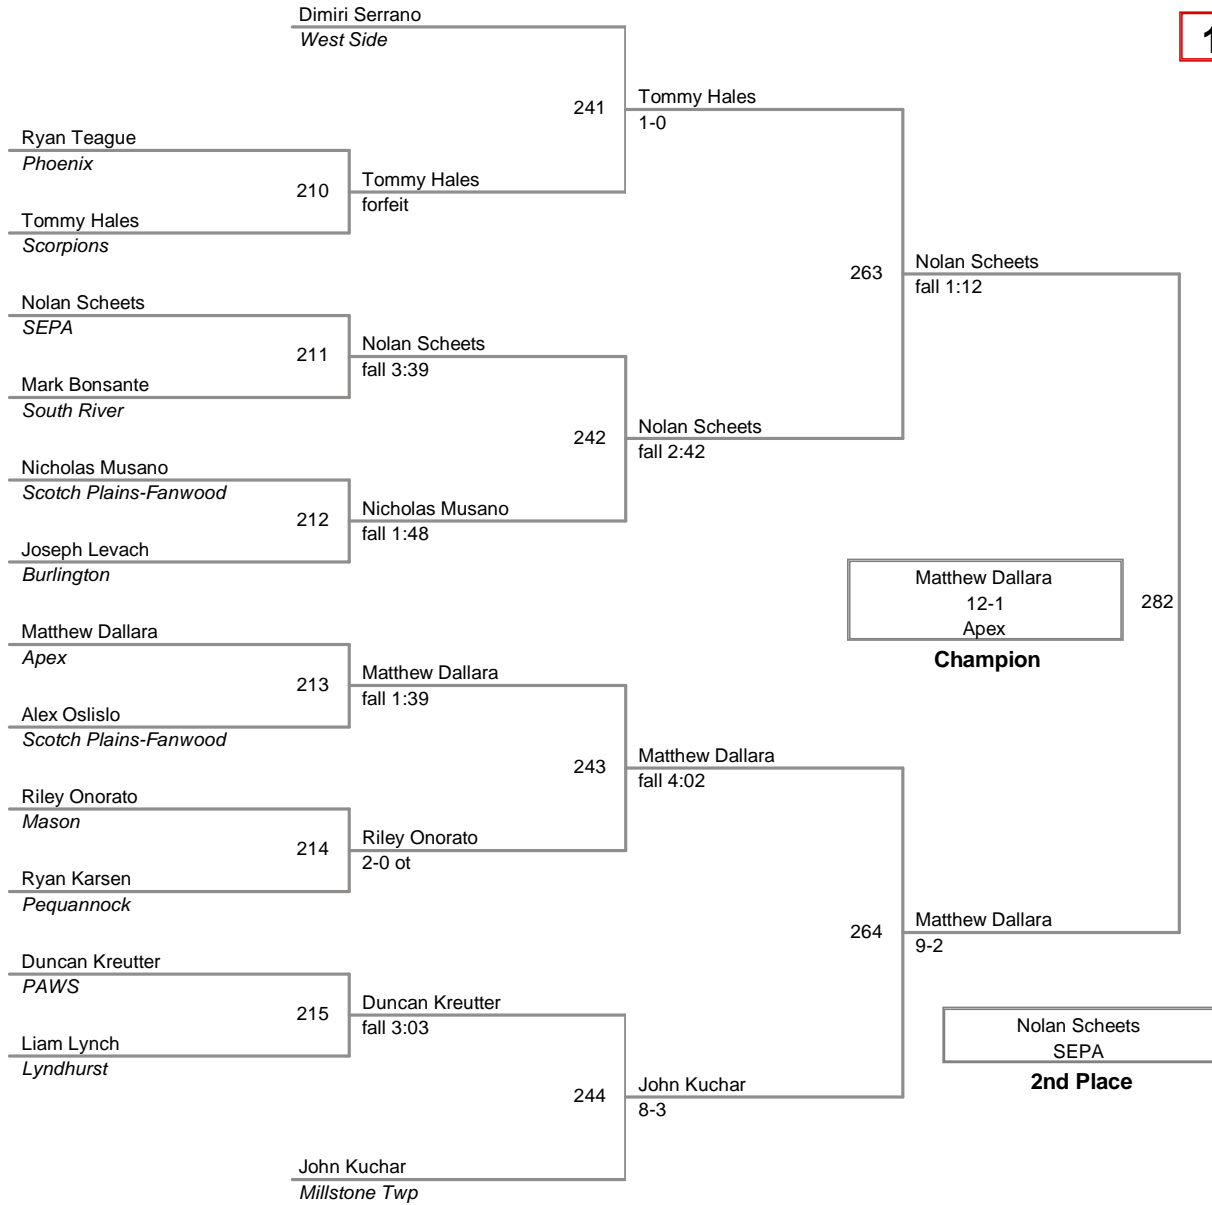 Dimiri Serrano
West Side
1
241
Tommy Hales
1-0
Ryan Teague
Phoenix
210
Tommy Hales
forfeit
Tommy Hales
Scorpions
263
Nolan Scheets
fall 1:12
Nolan Scheets
SEPA
211
Nolan Scheets
fall 3:39
Mark Bonsante
South River
242
Nolan Scheets
fall 2:42
Nicholas Musano
Scotch Plains-Fanwood
212
Nicholas Musano
fall 1:48
Joseph Levach
Burlington
Matthew Dallara
12-1
Apex
Champion
282
Matthew Dallara
Apex
213
Matthew Dallara
fall 1:39
Alex Oslislo
Scotch Plains-Fanwood
243
Matthew Dallara
fall 4:02
Riley Onorato
Mason
214
Riley Onorato
2-0 ot
Ryan Karsen
Pequannock
264
Matthew Dallara
9-2
Duncan Kreutter
PAWS
215
Duncan Kreutter
fall 3:03
Liam Lynch
Lyndhurst
Nolan Scheets
SEPA
2nd Place
244
John Kuchar
8-3
John Kuchar
Millstone Twp